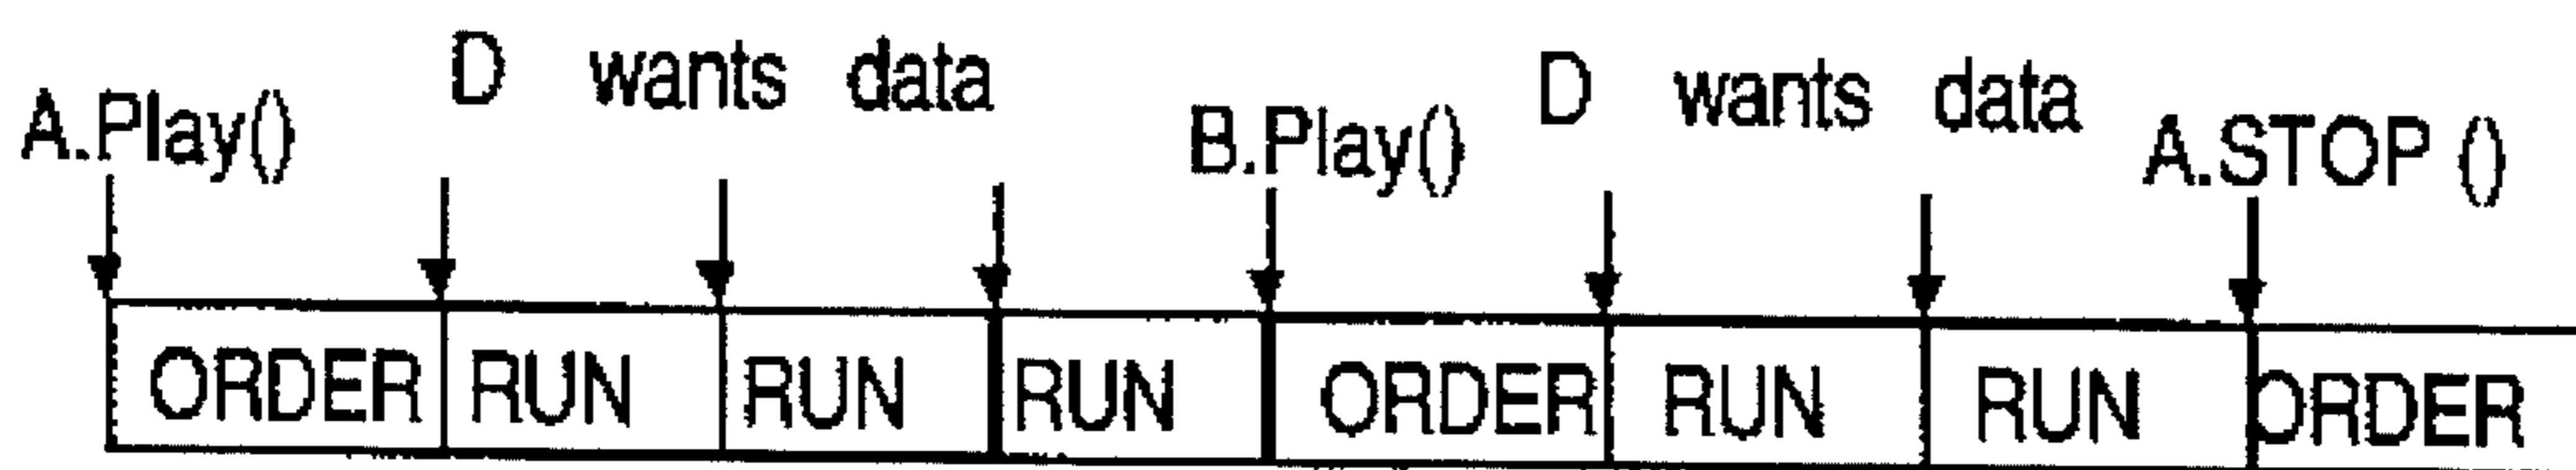 A.Play() D wants data B.Play() D wants data A.STOP ()
ORDER RUN RUN RUN ORDER RUN RUN ORDER